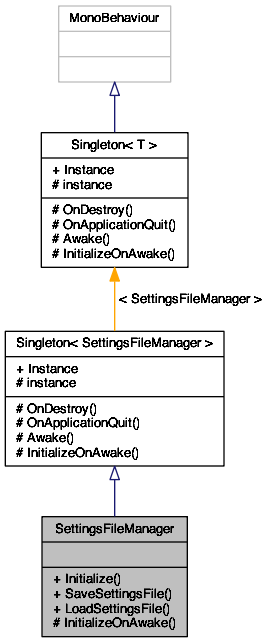 MonoBehaviour
Singleton< T >
+ Instance
# instance
# OnDestroy()
# OnApplicationQuit()
# Awake()
# InitializeOnAwake()
< SettingsFileManager >
Singleton< SettingsFileManager >
+ Instance
# instance
# OnDestroy()
# OnApplicationQuit()
# Awake()
# InitializeOnAwake()
SettingsFileManager
+ Initialize()
+ SaveSettingsFile()
+ LoadSettingsFile()
# InitializeOnAwake()